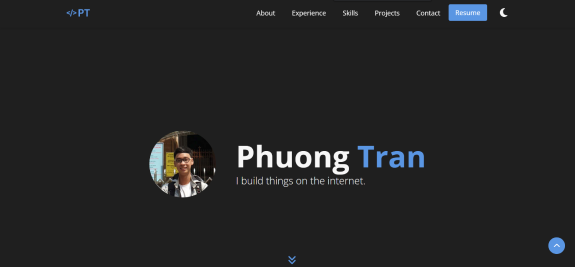 </>PT
About Experience Skills Projects Contact Resume
Phuong Tran
I build things on the internet.